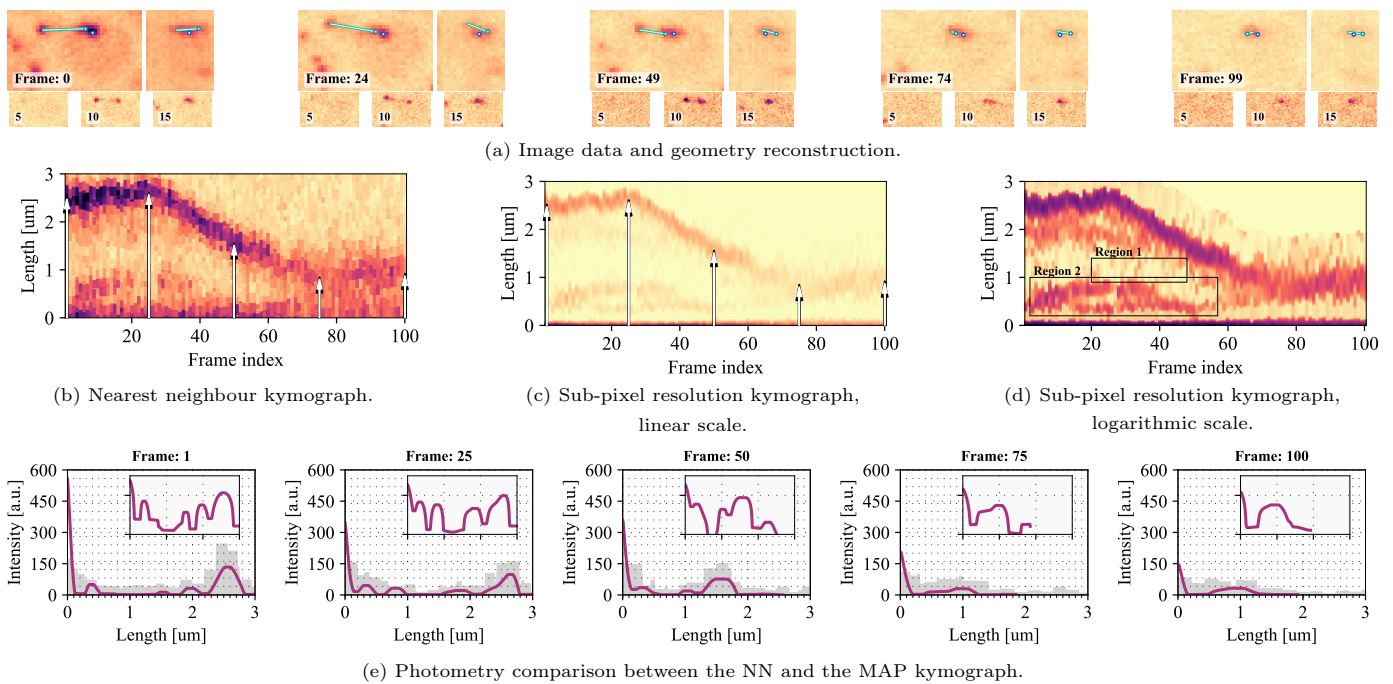 Frame: 0
5
10
15
Frame: 24
5
10
15
Frame: 49
5
10
15
Frame: 74
5
10
15
Frame: 99
5
10
15
(a) Image data and geometry reconstruction.
Length [um]
3
2
1
0
20
40
60
80
100
Frame index
(b) Nearest neighbour kymograph.
Length [um]
3
2
1
0
20
40
60
80
100
Frame index
(c) Sub-pixel resolution kymograph,
linear scale.
Length [um]
3
2
1
0
Region 1
Region 2
20
40
60
80
100
Frame index
(d) Sub-pixel resolution kymograph,
logarithmic scale.
Frame: 1
Intensity [a.u.]
600
450
300
150
0
0
1
2
3
Length [um]
Frame: 25
Intensity [a.u.]
600
450
300
150
0
0
1
2
3
Length [um]
Frame: 50
Intensity [a.u.]
600
450
300
150
0
0
1
2
3
Length [um]
Frame: 75
Intensity [a.u.]
600
450
300
150
0
0
1
2
3
Length [um]
Frame: 100
Intensity [a.u.]
600
450
300
150
0
0
1
2
3
Length [um]
(e) Photometry comparison between the NN and the MAP kymograph.